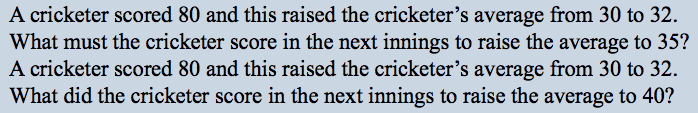 A cricketer scored 80 and this raised the cricketer’s average from 30 to 32.
What must the cricketer score in the next innings to raise the average to 35?
A cricketer scored 80 and this raised the cricketer’s average from 30 to 32.
What did the cricketer score in the next innings to raise the average to 40?